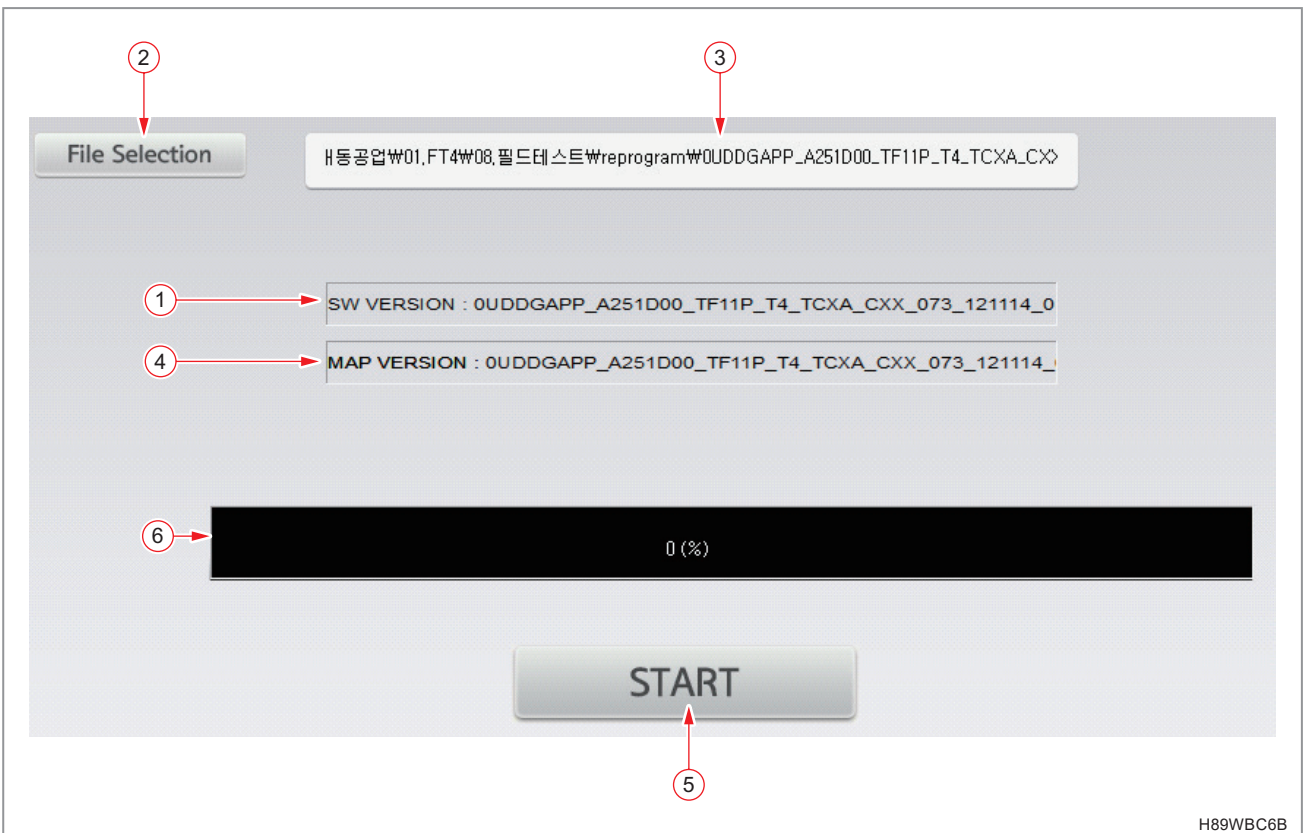 2
3
File Selection
ㅐ동공업₩01,FT4₩08,필드테스트₩reprogram₩0UDDGAPP_A251D00_TF11P_T4_TCXA_CX
1
SW VERSION : 0UDDGAPP_A251D00_TF11P_T4_TCXA_CXX_073_121114_0
4
MAP VERSION : 0UDDGAPP_A251D00_TF11P_T4_TCXA_CXX_073_121114_
6
0 (%)
START
5
H89WBC6B